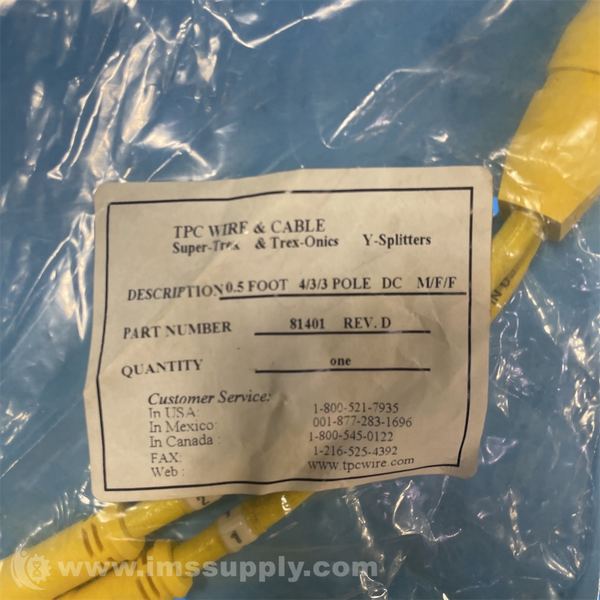 TPC WIRE & CABLE
Super-Trex & Trex-Onics Y-Splitters
DESCRIPTION 0.5 FOOT 4/3/3 POLE DC M/F/F
PART NUMBER 81401 REV. D
QUANTITY one
Customer Service:
In USA: 1-800-521-7935
In Mexico: 001-877-283-1696
In Canada : 1-800-545-0122
FAX: 1-216-525-4392
Web : www.tpcwire.com
2
1
www.imssupply.com